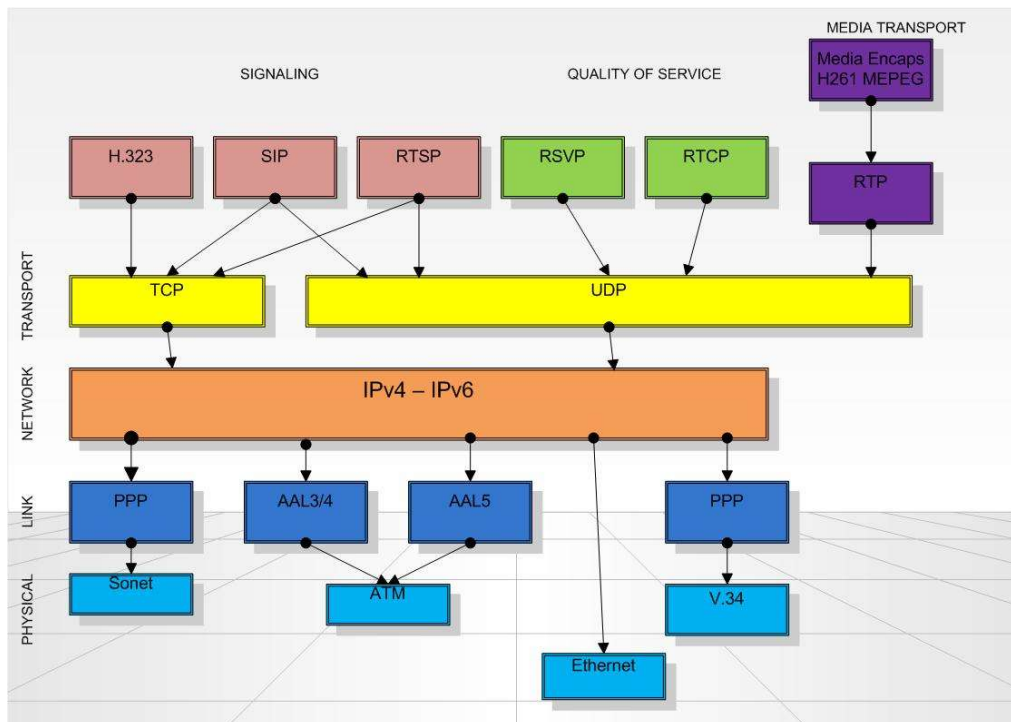 MEDIA TRANSPORT
SIGNALING
QUALITY OF SERVICE
Media Encaps
H261 MEPEG
H.323
SIP
RTSP
RSVP
RTCP
RTP
TRANSPORT
TCP
UDP
NETWORK
IPv4 – IPv6
LINK
PPP
AAL3/4
AAL5
PPP
PHYSICAL
Sonet
ATM
V.34
Ethernet